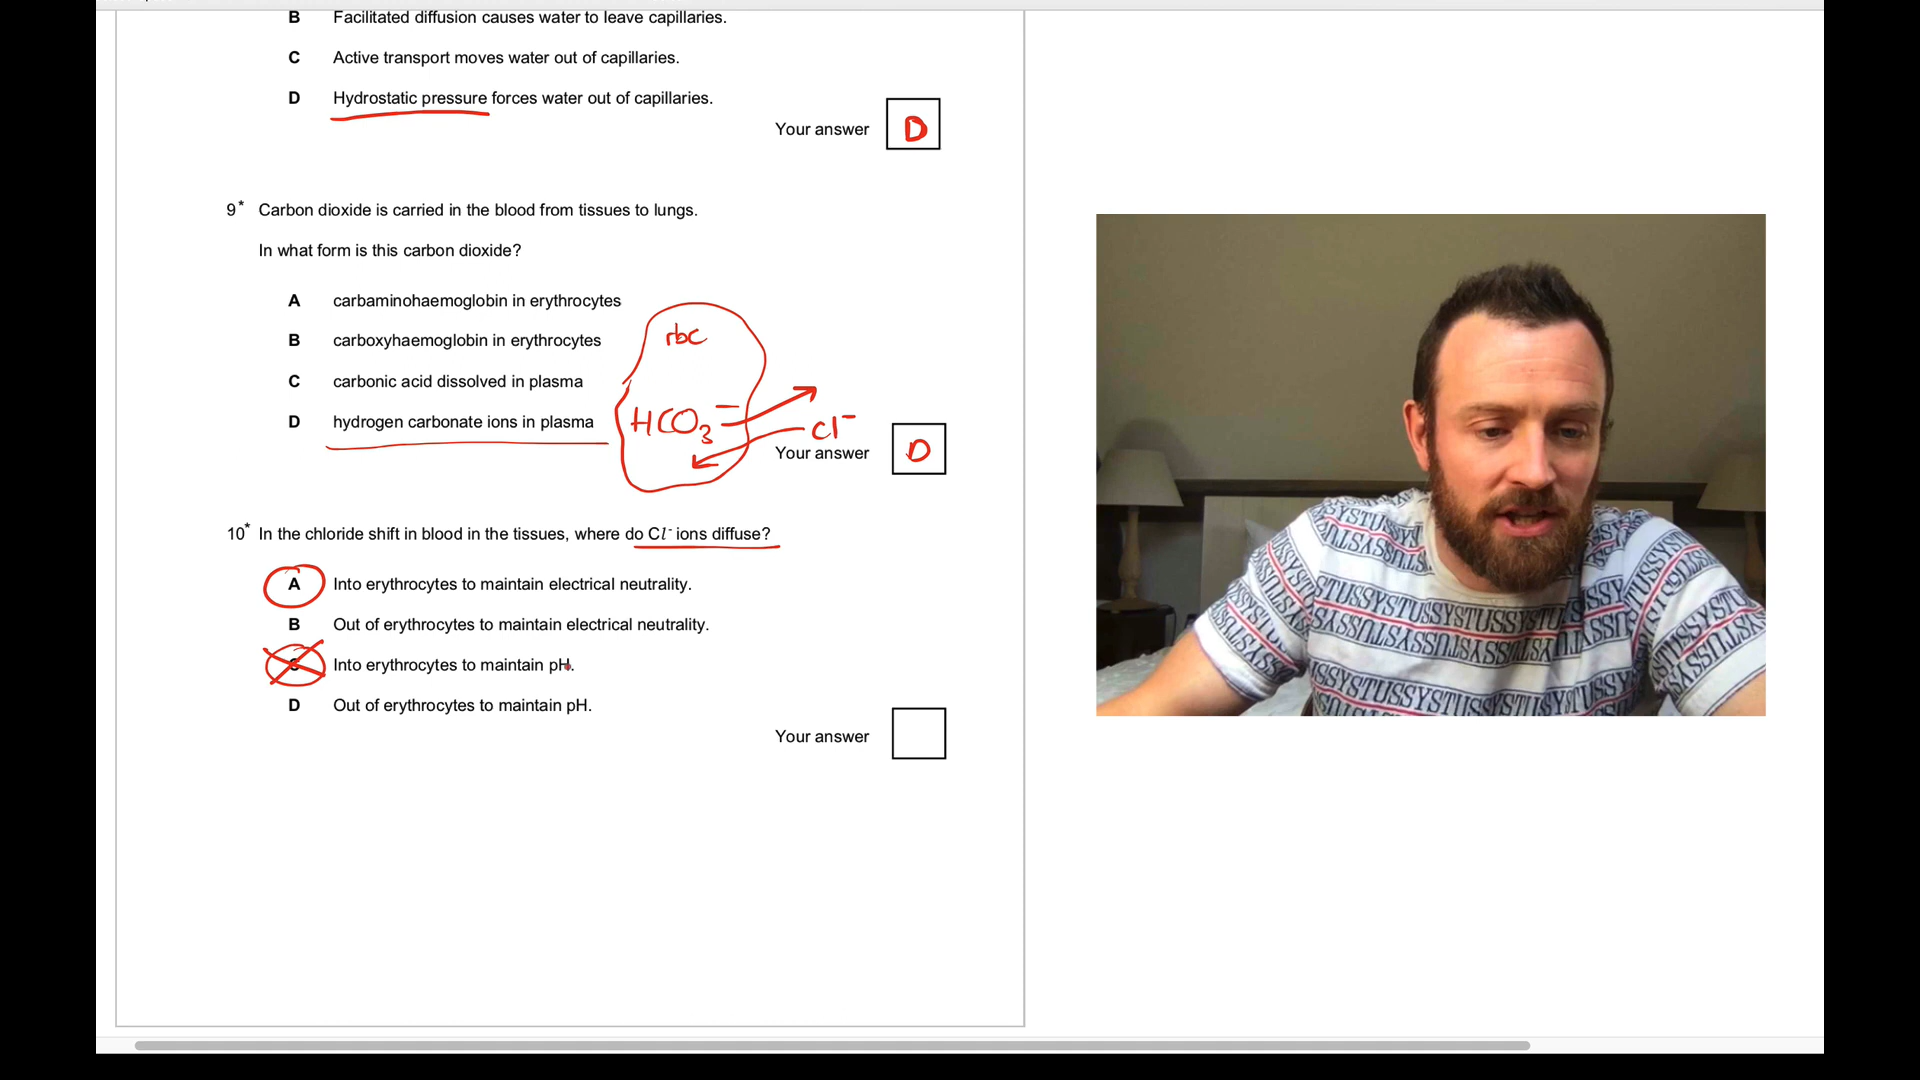 B Facilitated diffusion causes water to leave capillaries.
C Active transport moves water out of capillaries.
D Hydrostatic pressure forces water out of capillaries.
Your answer D
9* Carbon dioxide is carried in the blood from tissues to lungs.
In what form is this carbon dioxide?
A carbaminohaemoglobin in erythrocytes
rbc
B carboxyhaemoglobin in erythrocytes
C carbonic acid dissolved in plasma
D hydrogen carbonate ions in plasma
HCO3- Cl-
Your answer D
10* In the chloride shift in blood in the tissues, where do Cl- ions diffuse?
A Into erythrocytes to maintain electrical neutrality.
B Out of erythrocytes to maintain electrical neutrality.
C Into erythrocytes to maintain pH.
D Out of erythrocytes to maintain pH.
Your answer